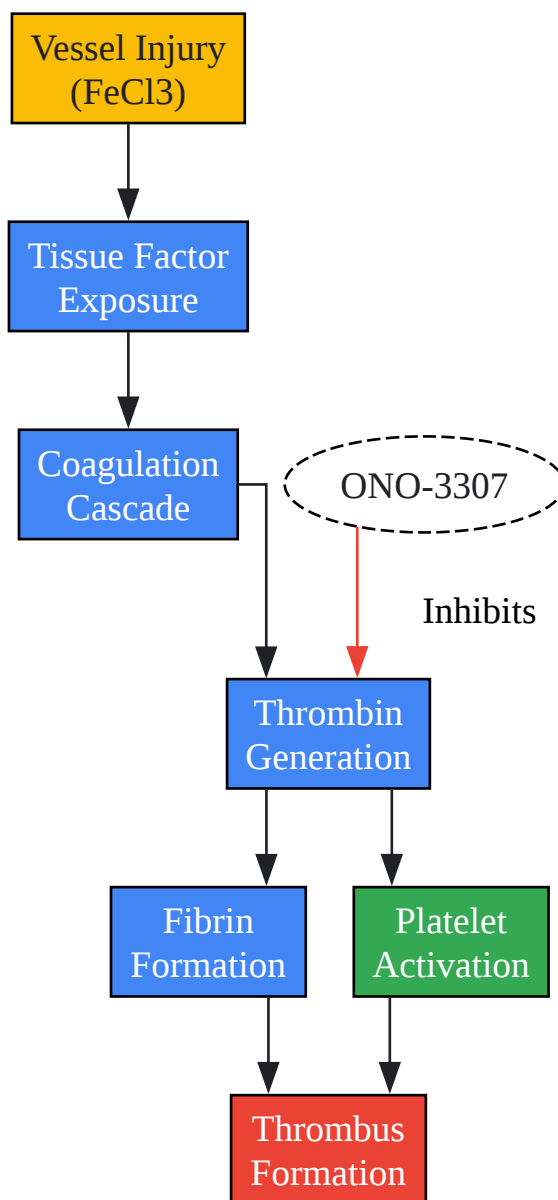 Vessel Injury
(FeCl3)
Tissue Factor
Exposure
Coagulation
Cascade
ONO-3307
Inhibits
Thrombin
Generation
Fibrin
Formation
Platelet
Activation
Thrombus
Formation